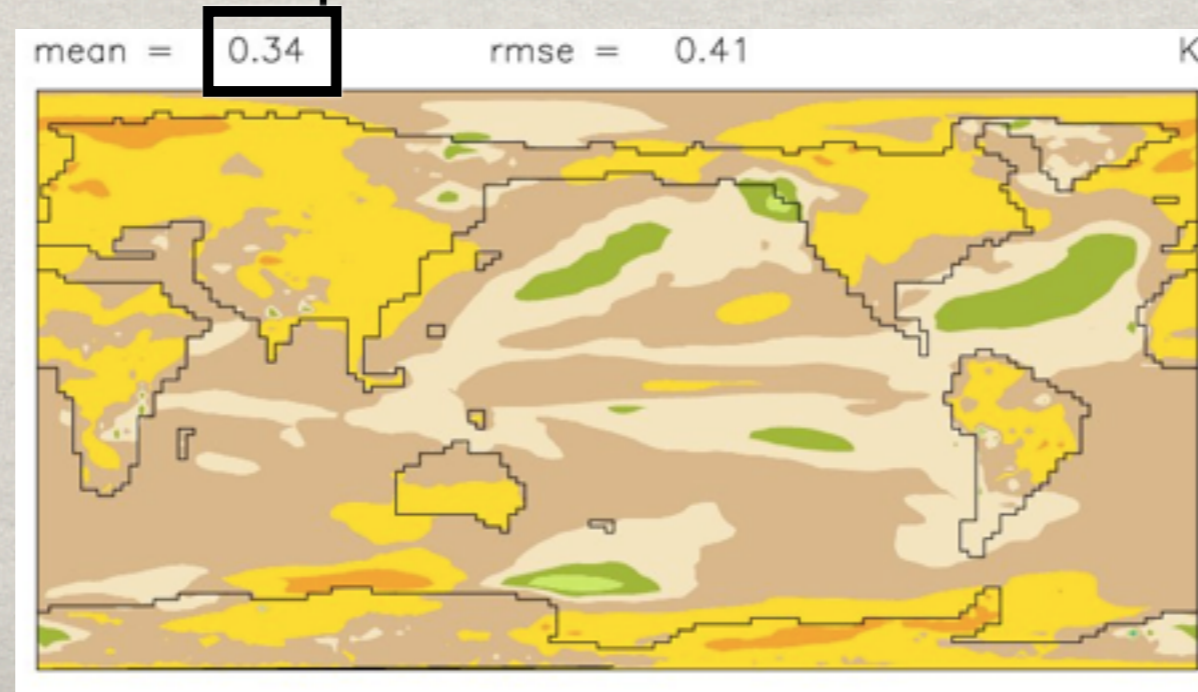 mean = 0.34 rmse = 0.41 K